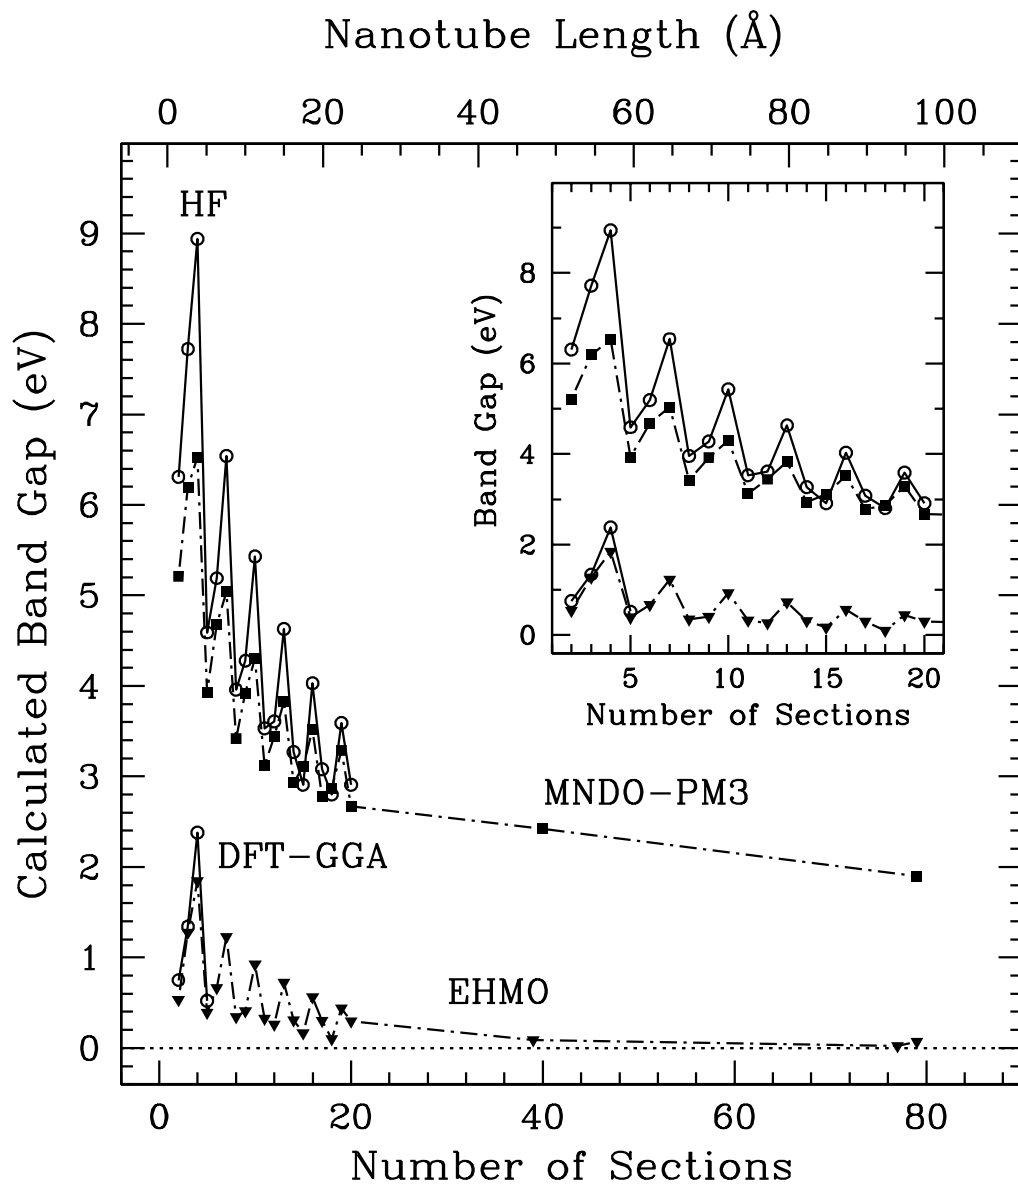 Nanotube Length (Å)
0 20 40 60 80 100
HF
9
8
7
6
5
4
3
2
1
0
Calculated Band Gap (eV)
8
6
4
2
0
Band Gap (eV)
5 10 15 20
Number of Sections
MNDO-PM3
DFT-GGA
EHMO
0 20 40 60 80
Number of Sections